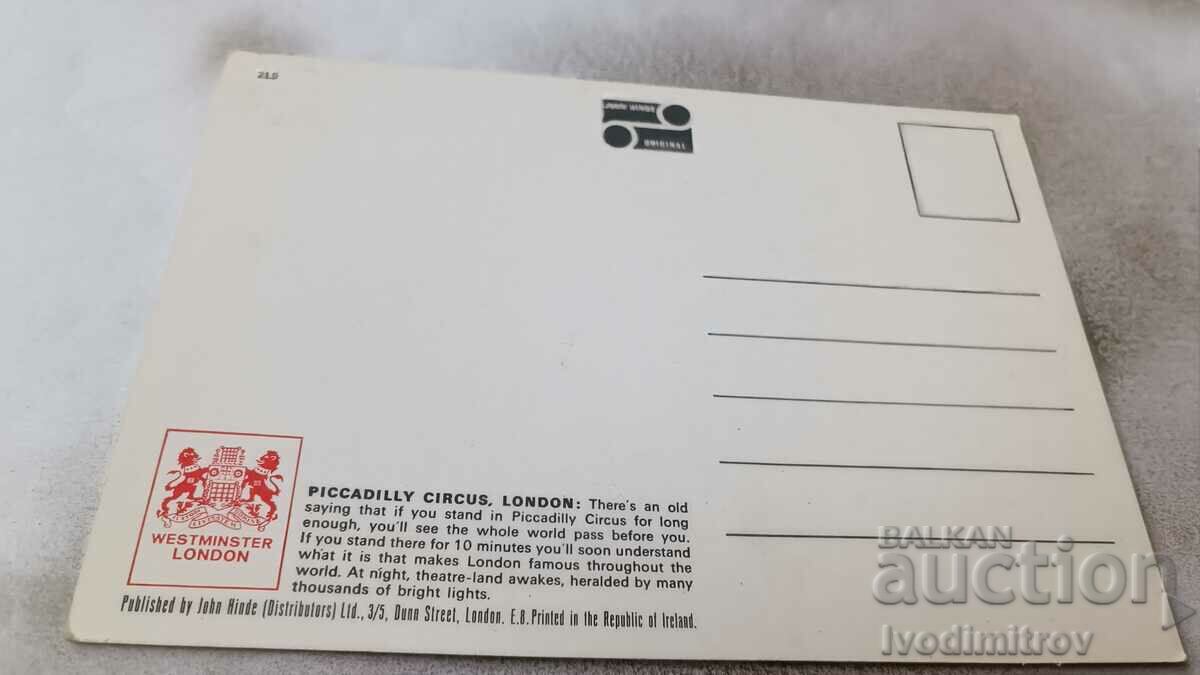 JOHN HINDE
ORIGINAL
WESTMINSTER
LONDON
PICCADILLY CIRCUS, LONDON: There's an old
saying that if you stand in Piccadilly Circus for long
enough, you'll see the whole world pass before you.
If you stand there for 10 minutes you'll soon understand
what it is that makes London famous throughout the
world. At night, theatre-land awakes, heralded by many
thousands of bright lights.
Published by John Hinde (Distributors) Ltd., 3/5, Dunn Street, London. E.8. Printed in the Republic of Ireland.
BALKAN
auction
Ivodimitrov